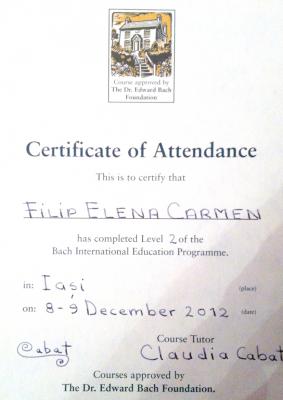 Course approved by
The Dr. Edward Bach
Foundation
Certificate of Attendance
This is to certify that
FILIP ELENA CARMEN
has completed Level 2 of the
Bach International Education Programme.
in: Iași (place)
on: 8-9 December 2012 (date)
Cabat Course Tutor
Claudia Cabat
Courses approved by
The Dr. Edward Bach Foundation.